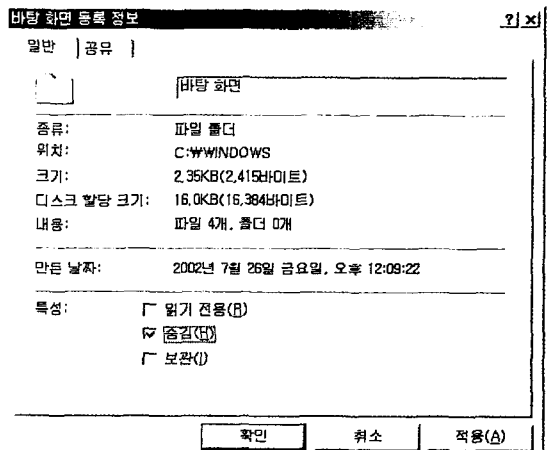 바탕 화면 등록 정보 ? ×
일반 공유
바탕 화면
종류: 파일 폴더
위치: C:₩WINDOWS
크기: 2,35KB(2,415바이트)
디스크 할당 크기: 16,0KB(16,384바이트)
내용: 파일 4개, 폴더 0개
만든 날짜: 2002년 7월 26일 금요일, 오후 12:09:22
특성: 읽기 전용(R)
숨김(H)
보관(I)
확인 취소 적용(A)